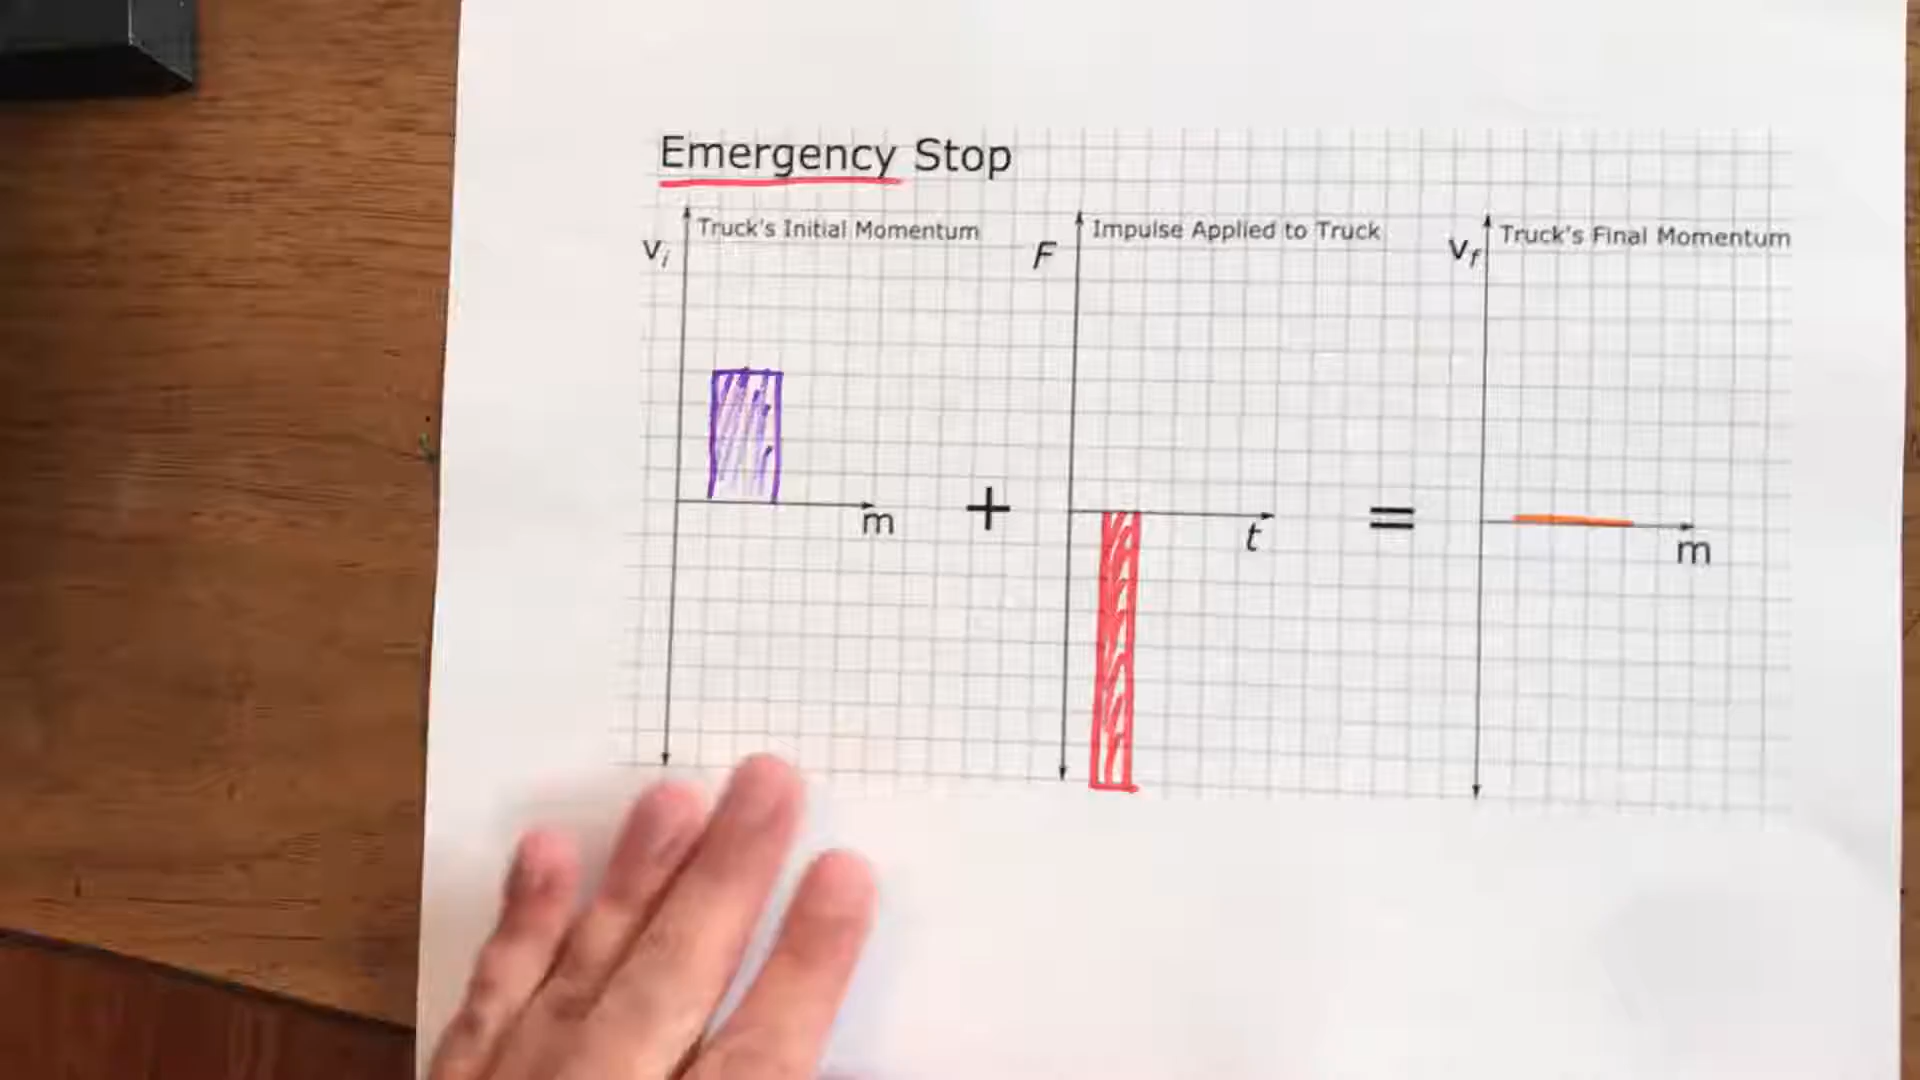 Emergency Stop
Truck's Initial Momentum
Vi
m
+
Impulse Applied to Truck
F
t
=
Truck's Final Momentum
Vf
m